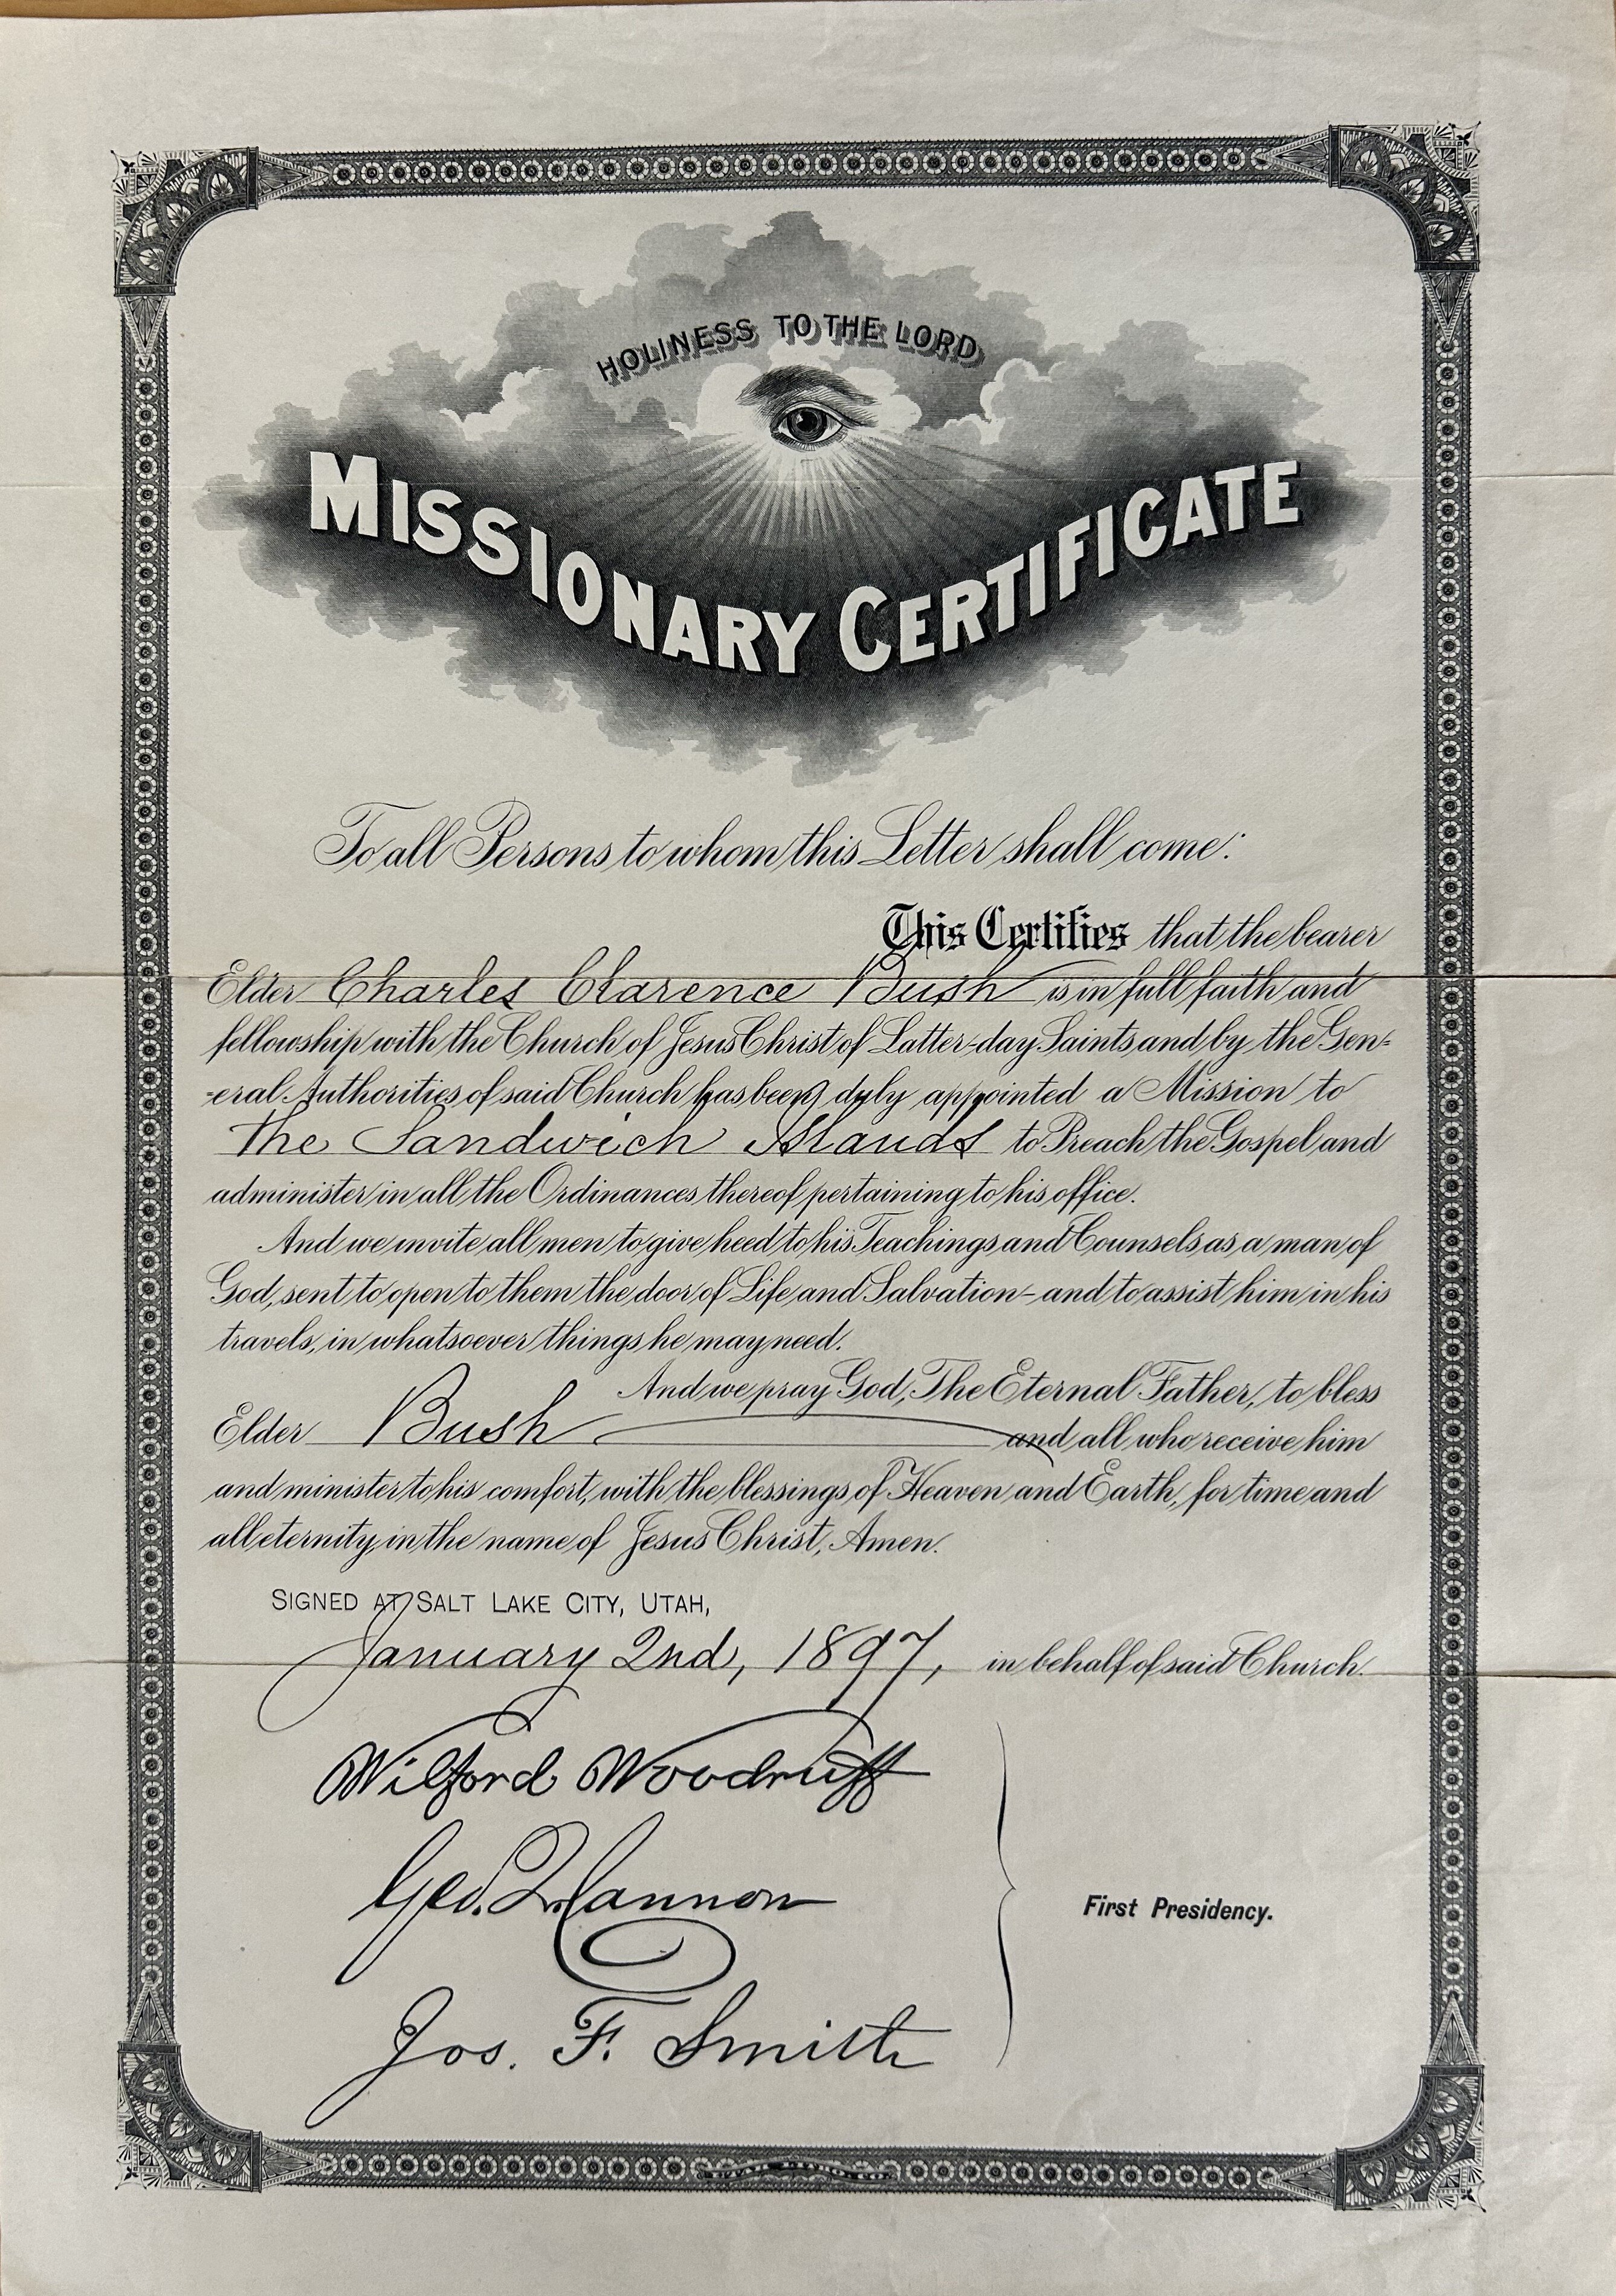 HOLINESS TO THE LORD
MISSIONARY CERTIFICATE
To all Persons to whom this Letter shall come:
This Certifies that the bearer
Elder Charles Clarence Bush is in full faith and
fellowship with the Church of Jesus Christ of Latter-day Saints and by the Gen-
-eral Authorities of said Church has been duly appointed a Mission to
the Sandwich Islands to Preach the Gospel and
administer in all the Ordinances thereof pertaining to his office.
And we invite all men to give heed to his Teachings and Counsels as a man of
God, sent to open to them the door of Life and Salvation- and to assist him in his
travels, in whatsoever things he may need.
And we pray God, The Eternal Father, to bless
Elder Bush and all who receive him
and minister to his comfort, with the blessings of Heaven and Earth, for time and
all eternity, in the name of Jesus Christ, Amen.
SIGNED AT SALT LAKE CITY, UTAH,
January 2nd, 1897, in behalf of said Church.
Wilford Woodruff
Geo. Q. Cannon
First Presidency.
Jos. F. Smith